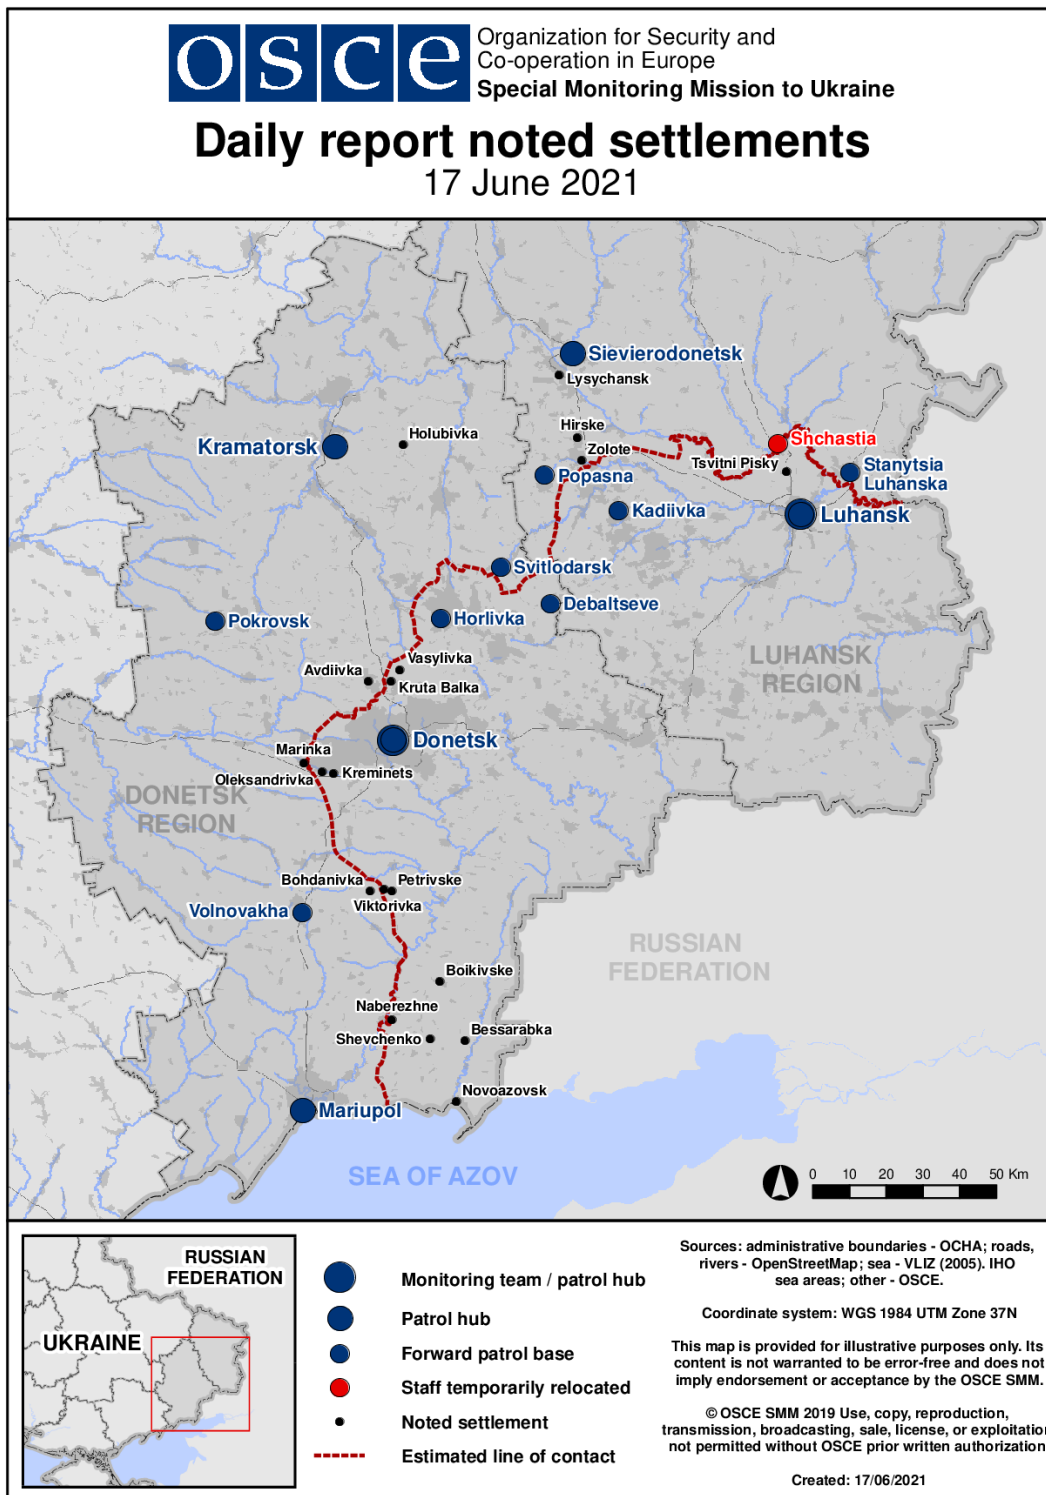 osce
Organization for Security and
Co-operation in Europe
Special Monitoring Mission to Ukraine
Daily report noted settlements
17 June 2021
Sievierodonetsk
Lysychansk
Hirske
Zolote
Kramatorsk
Holubivka
Shchastia
Tsvitni Pisky
Stanytsia
Luhanska
Popasna
Kadiivka
Luhansk
Svitlodarsk
Debaltseve
Horlivka
Pokrovsk
Vasylivka
Avdiivka
Kruta Balka
LUHANSK
REGION
Donetsk
Marinka
Oleksandrivka
Kreminets
DONETSK
REGION
Bohdanivka
Petrivske
Viktorivka
Volnovakha
RUSSIAN
FEDERATION
Boikivske
Naberezhne
Shevchenko
Bessarabka
Novoazovsk
Mariupol
SEA OF AZOV
0 10 20 30 40 50 Km
RUSSIAN
FEDERATION
UKRAINE
Monitoring team / patrol hub
Patrol hub
Forward patrol base
Staff temporarily relocated
Noted settlement
Estimated line of contact
Sources: administrative boundaries - OCHA; roads,
rivers - OpenStreetMap; sea - VLIZ (2005). IHO
sea areas; other - OSCE.
Coordinate system: WGS 1984 UTM Zone 37N
This map is provided for illustrative purposes only. Its
content is not warranted to be error-free and does not
imply endorsement or acceptance by the OSCE SMM.
© OSCE SMM 2019 Use, copy, reproduction,
transmission, broadcasting, sale, license, or exploitation
not permitted without OSCE prior written authorization
Created: 17/06/2021